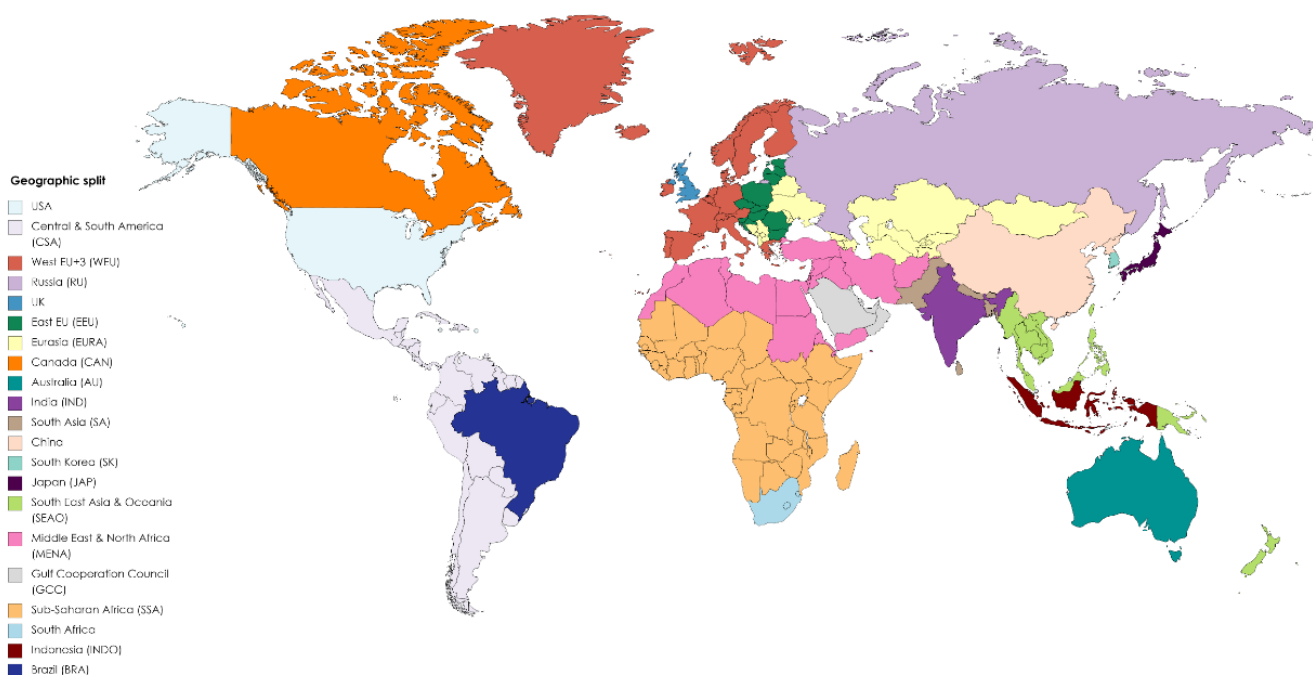 Geographic split
USA
Central & South America
(CSA)
West EU+3 (WEU)
Russia (RU)
UK
East EU (EEU)
Eurasia (EURA)
Canada (CAN)
Australia (AU)
India (IND)
South Asia (SA)
China
South Korea (SK)
Japan (JAP)
South East Asia & Oceania
(SEAO)
Middle East & North Africa
(MENA)
Gulf Cooperation Council
(GCC)
Sub-Saharan Africa (SSA)
South Africa
Indonesia (INDO)
Brazil (BRA)